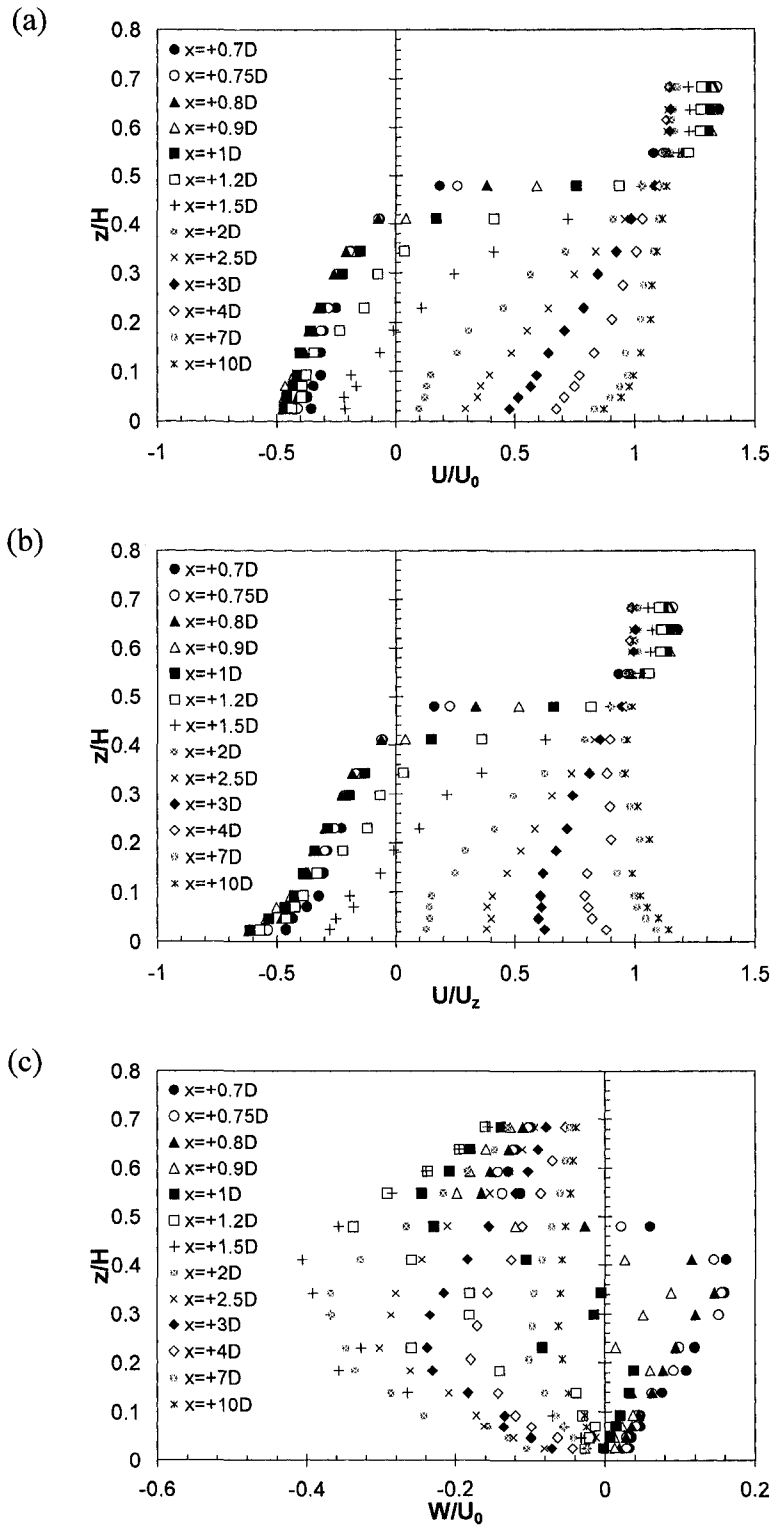 (a)
0.8
0.7
0.6
0.5
0.4
0.3
0.2
0.1
0
z/H
x=+0.7D
x=+0.75D
x=+0.8D
x=+0.9D
x=+1D
x=+1.2D
x=+1.5D
x=+2D
x=+2.5D
x=+3D
x=+4D
x=+7D
x=+10D
-1 -0.5 0 0.5 1 1.5
U/U₀
(b)
0.8
0.7
0.6
0.5
0.4
0.3
0.2
0.1
0
z/H
x=+0.7D
x=+0.75D
x=+0.8D
x=+0.9D
x=+1D
x=+1.2D
x=+1.5D
x=+2D
x=+2.5D
x=+3D
x=+4D
x=+7D
x=+10D
-1 -0.5 0 0.5 1 1.5
U/U_z
(c)
0.8
0.7
0.6
0.5
0.4
0.3
0.2
0.1
0
z/H
x=+0.7D
x=+0.75D
x=+0.8D
x=+0.9D
x=+1D
x=+1.2D
x=+1.5D
x=+2D
x=+2.5D
x=+3D
x=+4D
x=+7D
x=+10D
-0.6 -0.4 -0.2 0 0.2
W/U₀